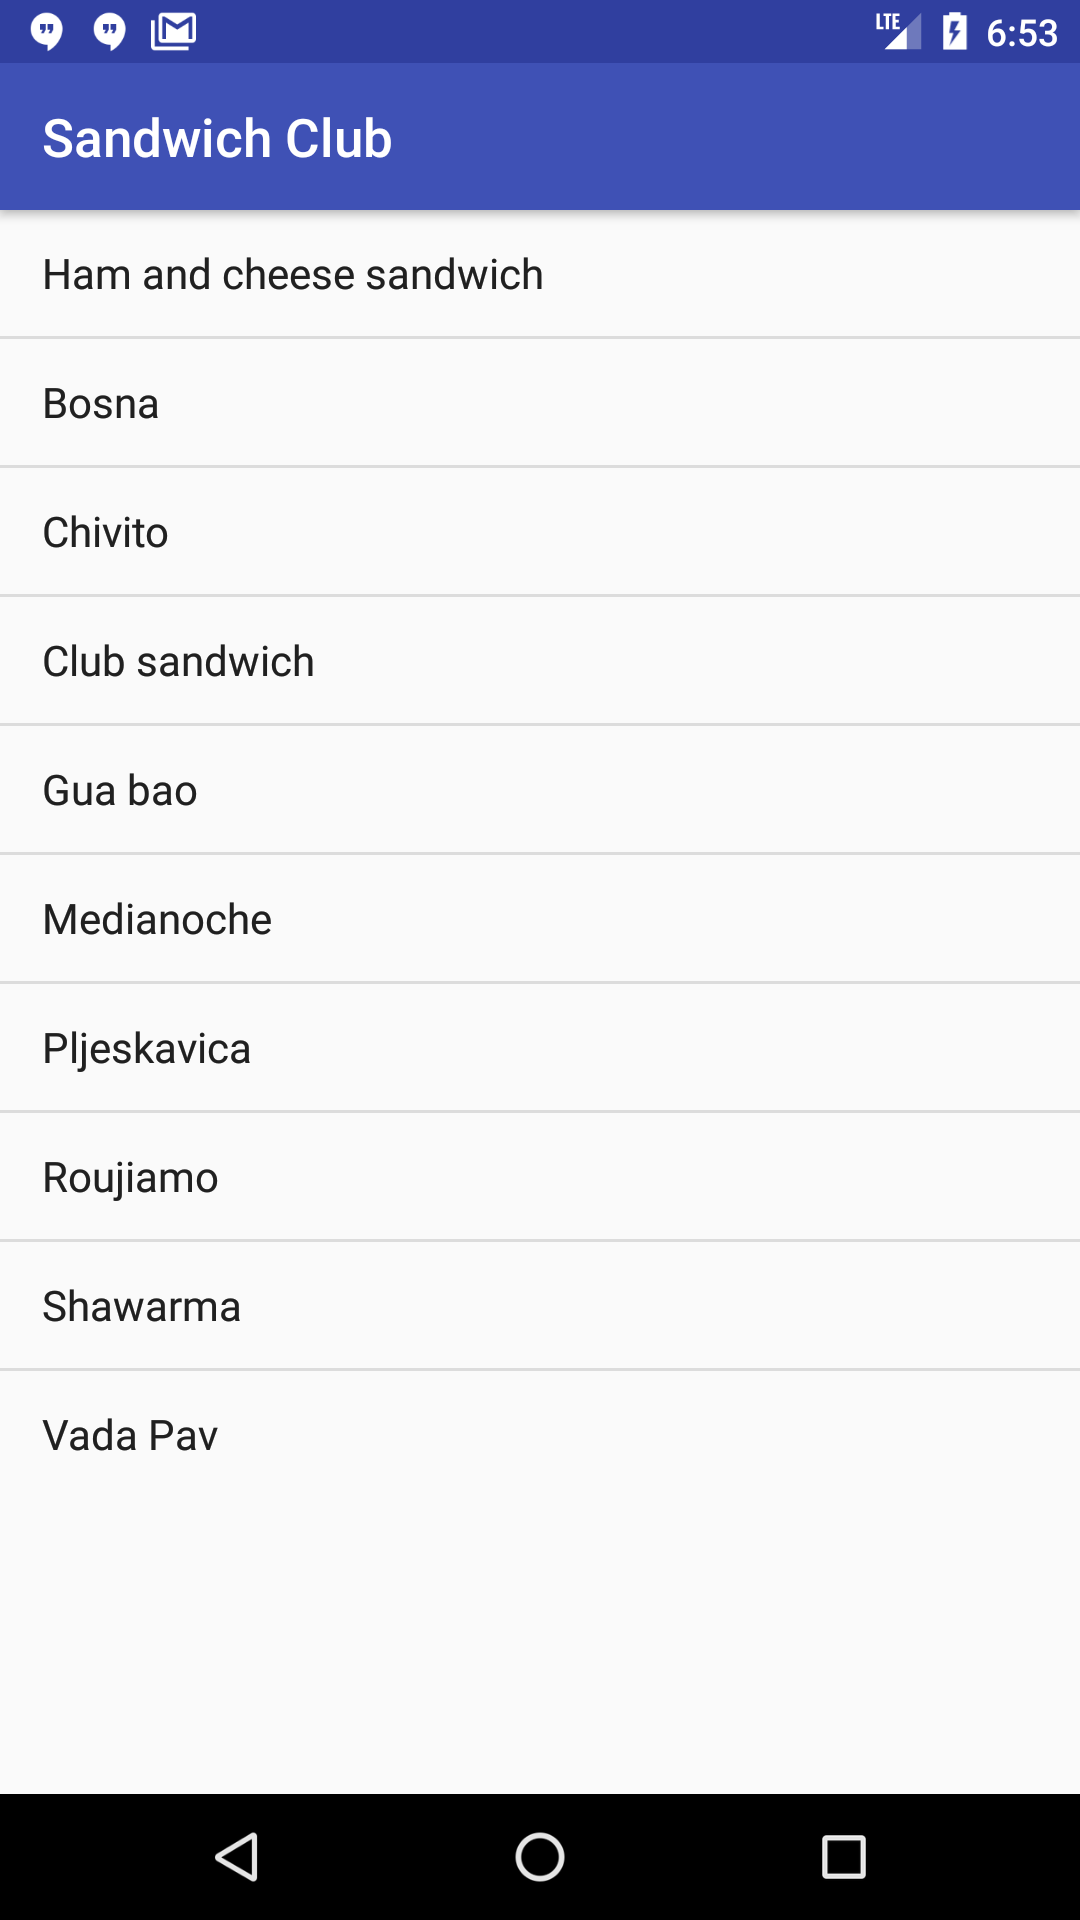 LTE 6:53
Sandwich Club
Ham and cheese sandwich
Bosna
Chivito
Club sandwich
Gua bao
Medianoche
Pljeskavica
Roujiamo
Shawarma
Vada Pav